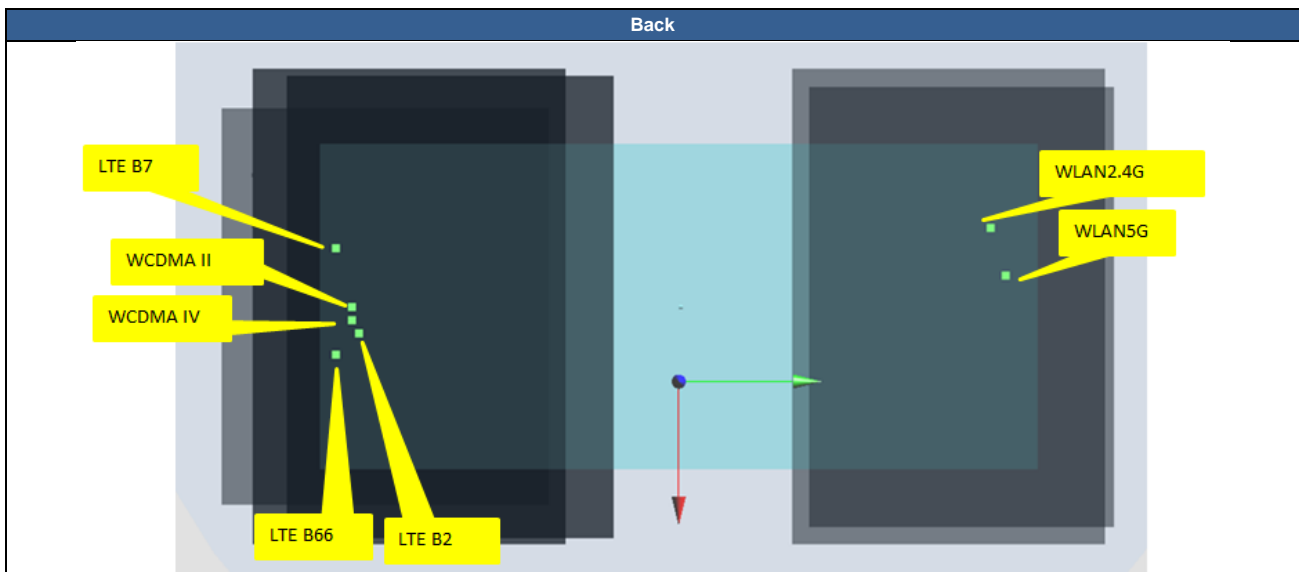 Back
LTE B7
WLAN2.4G
WLAN5G
WCDMA II
WCDMA IV
LTE B66
LTE B2